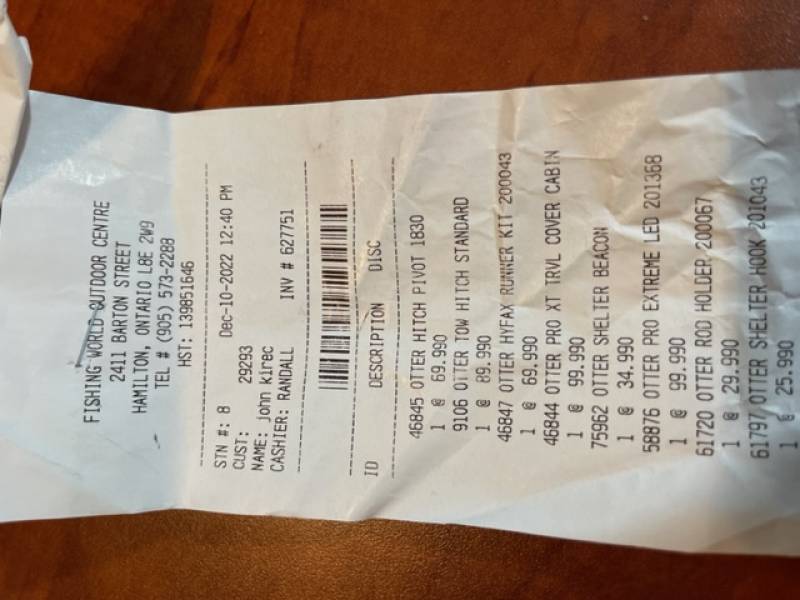 FISHING WORLD OUTDOOR CENTRE
2411 BARTON STREET
HAMILTON, ONTARIO L8E 2W9
TEL # (905) 573-2288
HST: 139851646
STN #: 8 Dec-10-2022 12:40 PM
CUST: 29293
NAME: john kirec
CASHIER: RANDALL INV # 627751
ID DESCRIPTION DISC
46845 OTTER HITCH PIVOT 1830
1 @ 69.990
9106 OTTER TOW HITCH STANDARD
1 @ 89.990
46847 OTTER HYFAX RUNNER KIT 200043
1 @ 69.990
46844 OTTER PRO XT TRVL COVER CABIN
1 @ 99.990
75962 OTTER SHELTER BEACON
1 @ 34.990
58876 OTTER PRO EXTREME LED 201368
1 @ 99.990
61720 OTTER ROD HOLDER 200067
1 @ 29.990
61797 OTTER SHELTER HOOK 201043
1 @ 25.990